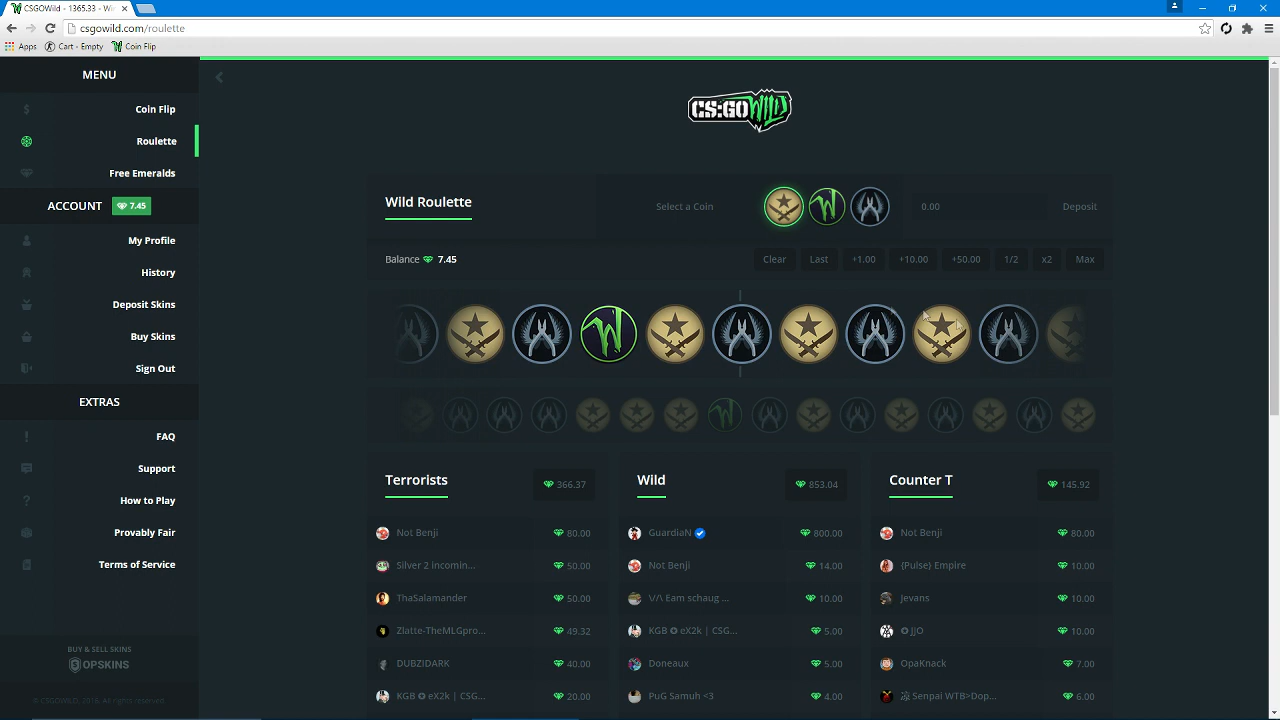 CSGOWild - 1365.33 - Wi
csgowild.com/roulette
Apps
Cart - Empty
Coin Flip
MENU
Coin Flip
Roulette
Free Emeralds
ACCOUNT 7.45
My Profile
History
Deposit Skins
Buy Skins
Sign Out
EXTRAS
FAQ
Support
How to Play
Provably Fair
Terms of Service
BUY & SELL SKINS
OPSKINS
© CSGOWILD, 2016. All rights reserved.
CS:GO WILD
Wild Roulette
Select a Coin
0.00
Deposit
Balance 7.45
Clear Last +1.00 +10.00 +50.00 1/2 x2 Max
Terrorists 366.37
Not Benji 80.00
Silver 2 incomin... 50.00
ThaSalamander 50.00
Zlatte-TheMLGpro... 49.32
DUBZIDARK 40.00
KGB ✪ eX2k | CSG... 20.00
Wild 853.04
GuardiaN 800.00
Not Benji 14.00
\//\ Eam schaug ... 10.00
KGB ✪ eX2k | CSG... 5.00
Doneaux 5.00
PuG Samuh <3 4.00
Counter T 145.92
Not Benji 80.00
{Pulse} Empire 10.00
Jevans 10.00
✪ JJO 10.00
OpaKnack 7.00
凉 Senpai WTB>Dop... 6.00